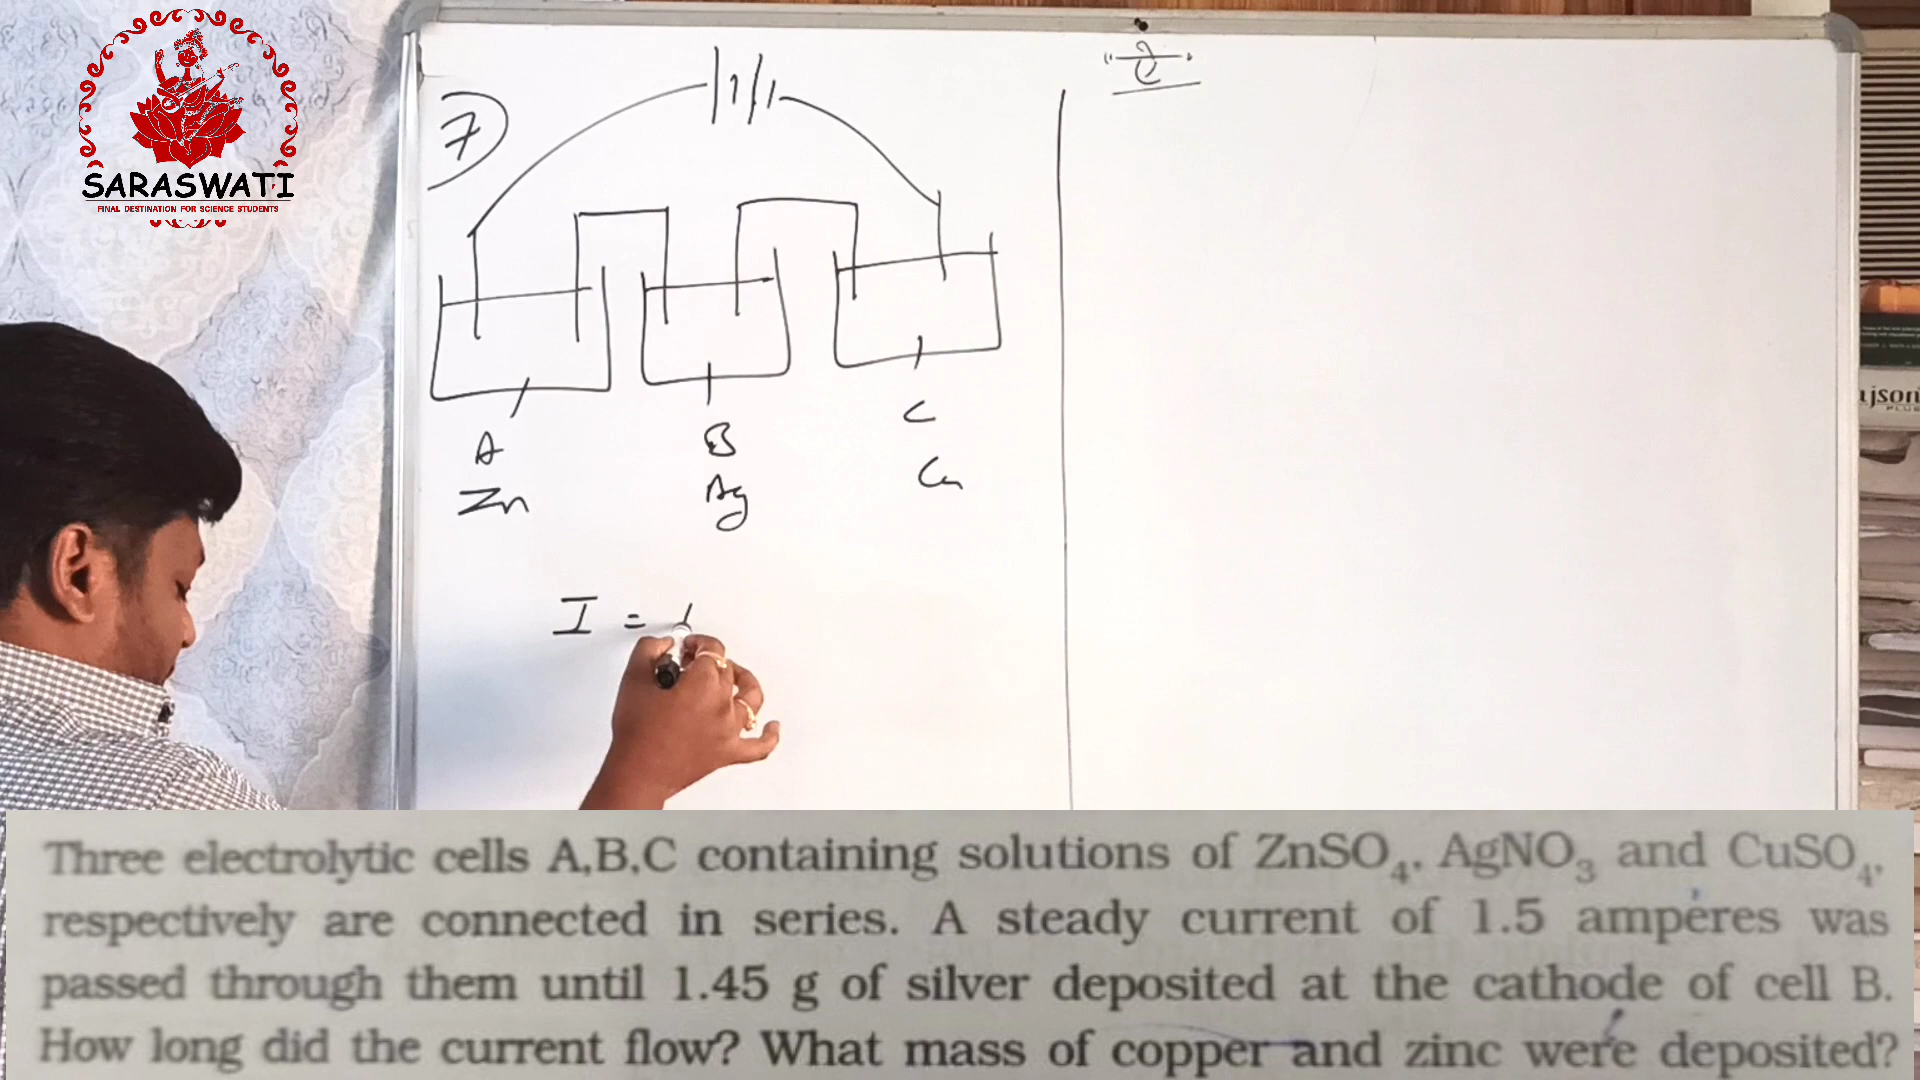 SARASWATI
FINAL DESTINATION FOR SCIENCE STUDENTS
7
A
B
C
Zn
Ag
Cu
I =
ajson
PLUS
Three electrolytic cells A,B,C containing solutions of ZnSO₄, AgNO₃ and CuSO₄,
respectively are connected in series. A steady current of 1.5 amperes was
passed through them until 1.45 g of silver deposited at the cathode of cell B.
How long did the current flow? What mass of copper and zinc were deposited?